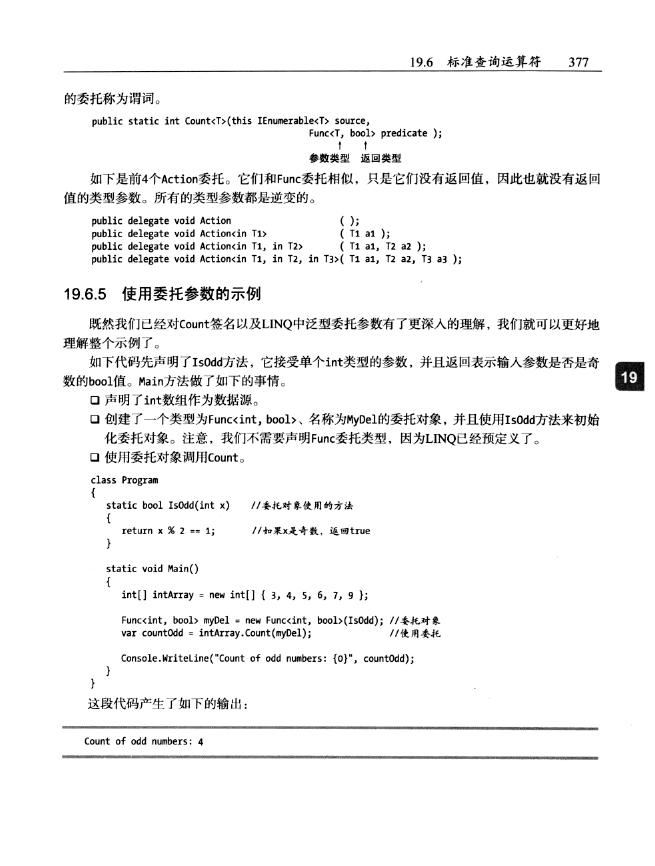 19.6 标准查询运算符 377
的委托称为谓词。
public static int Count<T>(this IEnumerable<T> source,
Func<T, bool> predicate );
↑ ↑
参数类型 返回类型
如下是前4个Action委托。它们和Func委托相似，只是它们没有返回值，因此也就没有返回
值的类型参数。所有的类型参数都是逆变的。
public delegate void Action ( );
public delegate void Action<in T1> ( T1 a1 );
public delegate void Action<in T1, in T2> ( T1 a1, T2 a2 );
public delegate void Action<in T1, in T2, in T3>( T1 a1, T2 a2, T3 a3 );
19.6.5 使用委托参数的示例
既然我们已经对Count签名以及LINQ中泛型委托参数有了更深入的理解，我们就可以更好地
理解整个示例了。
如下代码先声明了IsOdd方法，它接受单个int类型的参数，并且返回表示输入参数是否是奇
数的bool值。Main方法做了如下的事情。
19
□ 声明了int数组作为数据源。
□ 创建了一个类型为Func<int, bool>、名称为MyDel的委托对象，并且使用IsOdd方法来初始
化委托对象。注意，我们不需要声明Func委托类型，因为LINQ已经预定义了。
□ 使用委托对象调用Count。
class Program
{
static bool IsOdd(int x) //委托对象使用的方法
{
return x % 2 == 1; //如果x是奇数，返回true
}
static void Main()
{
int[] intArray = new int[] { 3, 4, 5, 6, 7, 9 };
Func<int, bool> myDel = new Func<int, bool>(IsOdd); //委托对象
var countOdd = intArray.Count(myDel); //使用委托
Console.WriteLine("Count of odd numbers: {0}", countOdd);
}
}
这段代码产生了如下的输出：
Count of odd numbers: 4